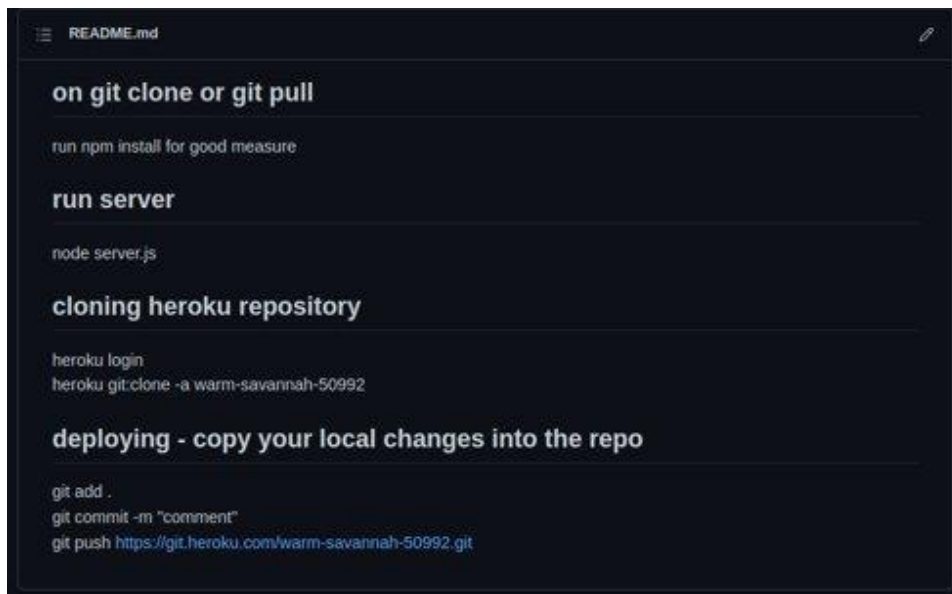 README.md
on git clone or git pull
run npm install for good measure
run server
node server.js
cloning heroku repository
heroku login
heroku git:clone -a warm-savannah-50992
deploying - copy your local changes into the repo
git add .
git commit -m "comment"
git push https://git.heroku.com/warm-savannah-50992.git